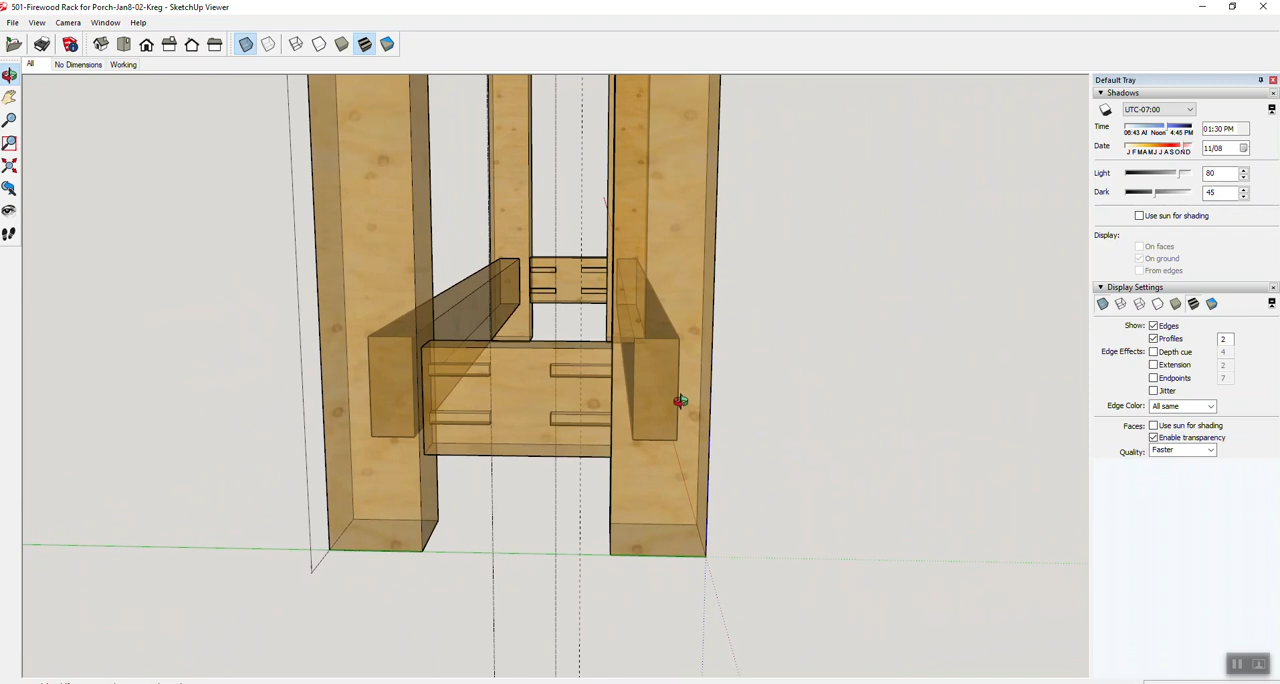 501-Firewood Rack for Porch-Jan8-02-Kreg - SketchUp Viewer
File View Camera Window Help
All No Dimensions Working
Default Tray
Shadows
UTC-07:00
Time 06:43 AM Noon 4:45 PM 01:30 PM
Date J F M A M J J A S O N D 11/08
Light 80
Dark 45
Use sun for shading
Display: On faces
On ground
From edges
Display Settings
Show: Edges
Profiles 2
Edge Effects: Depth cue 4
Extension 2
Endpoints 7
Jitter
Edge Color: All same
Faces: Use sun for shading
Enable transparency
Quality: Faster